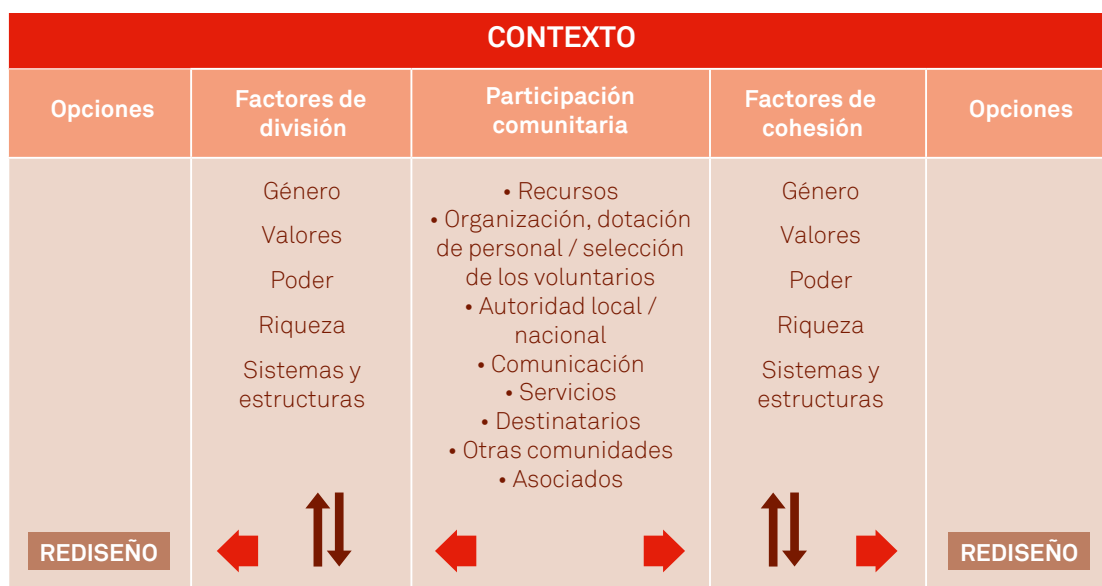 CONTEXTO
Opciones
Factores de
división
Participación
comunitaria
Factores de
cohesión
Opciones
Género
Valores
Poder
Riqueza
Sistemas y
estructuras
• Recursos
• Organización, dotación
de personal / selección
de los voluntarios
• Autoridad local /
nacional
• Comunicación
• Servicios
• Destinatarios
• Otras comunidades
• Asociados
Género
Valores
Poder
Riqueza
Sistemas y
estructuras
REDISEÑO
REDISEÑO